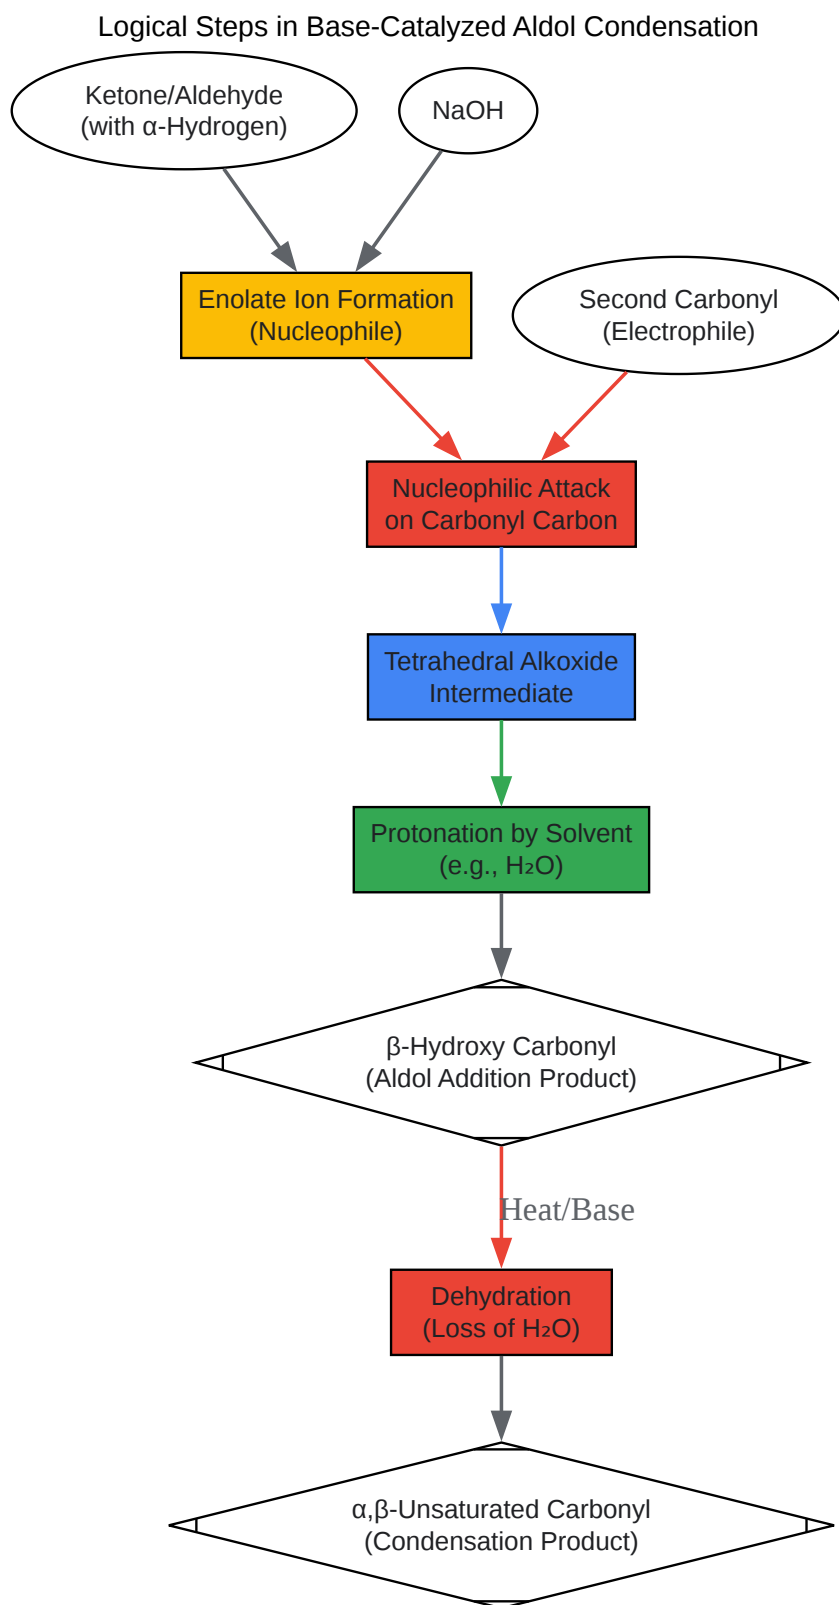 Logical Steps in Base-Catalyzed Aldol Condensation
Ketone/Aldehyde
(with α-Hydrogen)
NaOH
Enolate Ion Formation
(Nucleophile)
Second Carbonyl
(Electrophile)
Nucleophilic Attack
on Carbonyl Carbon
Tetrahedral Alkoxide
Intermediate
Protonation by Solvent
(e.g., H₂O)
β-Hydroxy Carbonyl
(Aldol Addition Product)
Heat/Base
Dehydration
(Loss of H₂O)
α,β-Unsaturated Carbonyl
(Condensation Product)